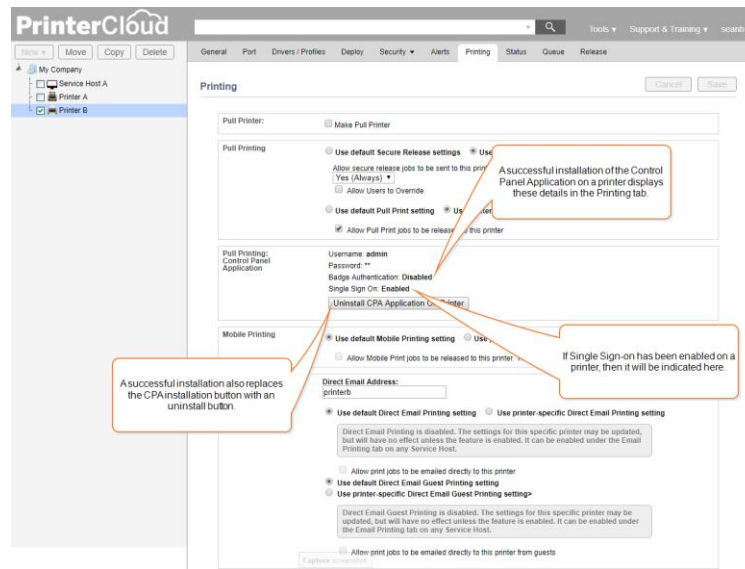 PrinterCloud
Tools ▾ Support & Training ▾ seanb
New ▾ Move Copy Delete
General Port Drivers / Profiles Deploy Security ▾ Alerts Printing Status Queue Release
My Company
Service Host A
Printer A
Printer B
Printing
Cancel Save
Pull Printer:
Make Pull Printer
Pull Printing
Use default Secure Release settings
Allow secure release jobs to be sent to this
Yes (Always) ▾
Allow Users to Override
Use default Pull Print setting
Allow Pull Print jobs to be released to this printer
A successful installation of the Control
Panel Application on a printer displays
these details in the Printing tab.
Pull Printing:
Control Panel
Application
Username: admin
Password: **
Badge Authentication: Disabled
Single Sign On: Enabled
Uninstall CPA Application On Printer
Mobile Printing
Use default Mobile Printing setting
Allow Mobile Print jobs to be released to this printer.
If Single Sign-on has been enabled on a
printer, then it will be indicated here.
A successful installation also replaces
the CPA installation button with an
uninstall button.
Direct Email Address:
printerb
Use default Direct Email Printing setting Use printer-specific Direct Email Printing setting
Direct Email Printing is disabled. The settings for this specific printer may be updated,
but will have no effect unless the feature is enabled. It can be enabled under the Email
Printing tab on any Service Host.
Allow print jobs to be emailed directly to this printer
Use default Direct Email Guest Printing setting
Use printer-specific Direct Email Guest Printing setting>
Direct Email Guest Printing is disabled. The settings for this specific printer may be
updated, but will have no effect unless the feature is enabled. It can be enabled under
the Email Printing tab on any Service Host.
Allow print jobs to be emailed directly to this printer from guests
Capture screenshot